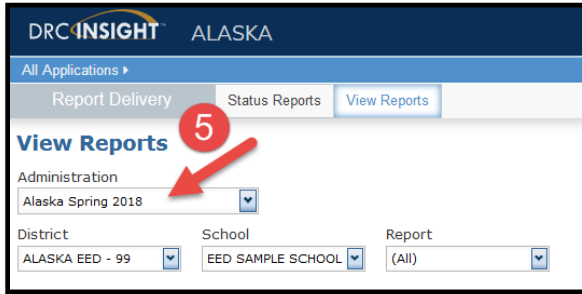 DRC INSIGHT™ ALASKA
All Applications
Report Delivery Status Reports View Reports
5
View Reports
Administration
Alaska Spring 2018
District School Report
ALASKA EED - 99 EED SAMPLE SCHOOL (All)